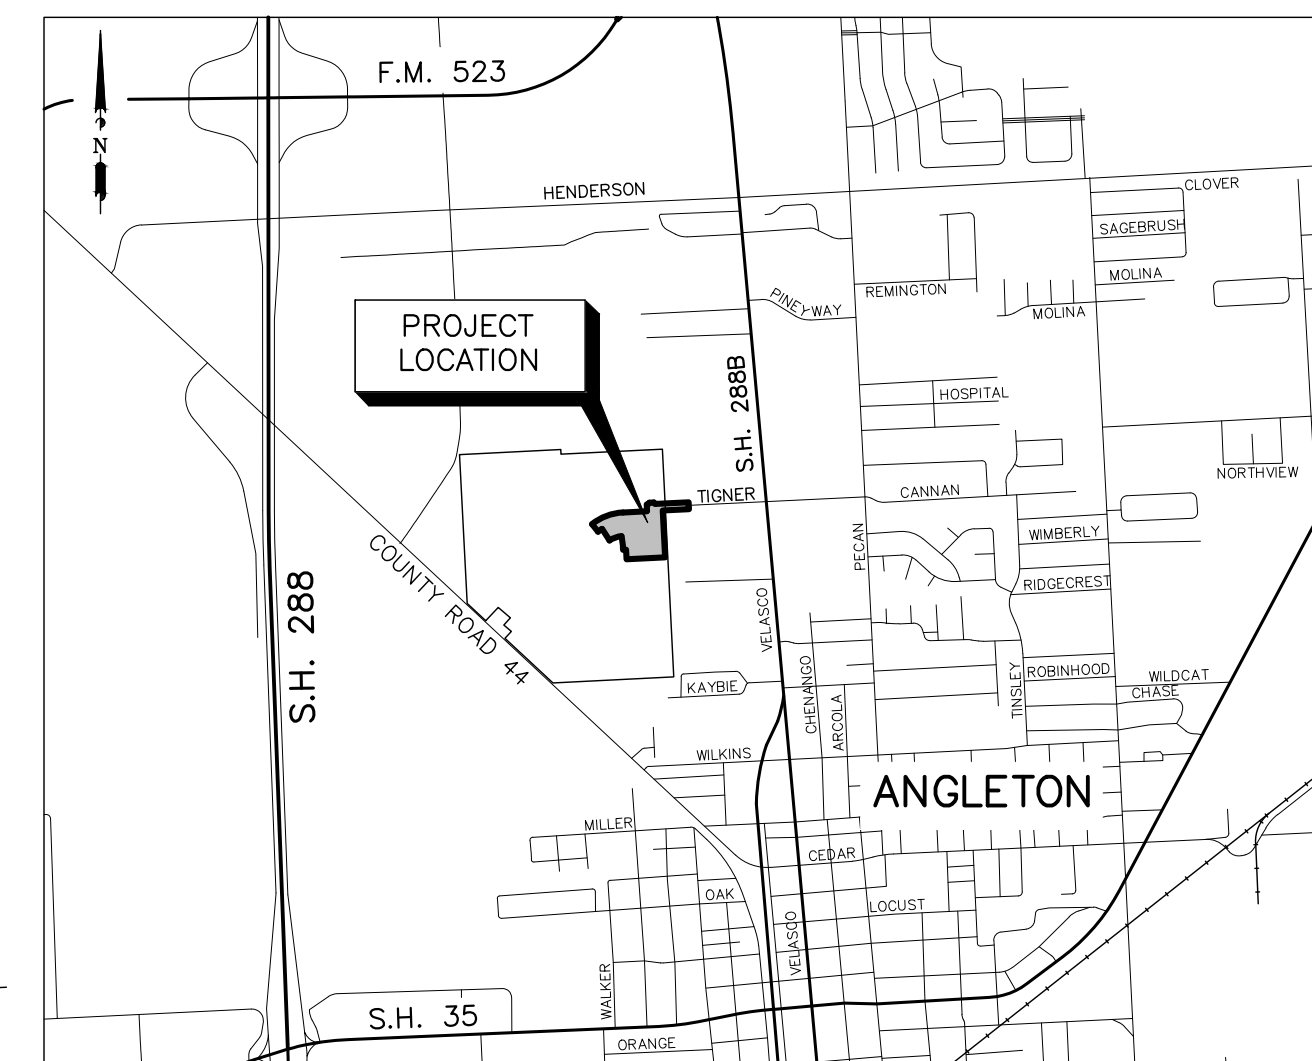 F.M. 523
N
HENDERSON
CLOVER
SAGEBRUSH
MOLINA
REMINGTON
PINEYWAY
MOLINA
PROJECT
LOCATION
S.H. 288B
HOSPITAL
NORTHVIEW
TIGNER
CANNAN
PECAN
WIMBERLY
COUNTY ROAD 44
RIDGECREST
S.H. 288
VELASCO
CHENANGO
TINSLEY
ROBINHOOD
WILDCAT
KAYBIE
CHASE
ARCOLA
WILKINS
ANGLETON
MILLER
CEDAR
OAK
LOCUST
VELASCO
WALKER
S.H. 35
ORANGE